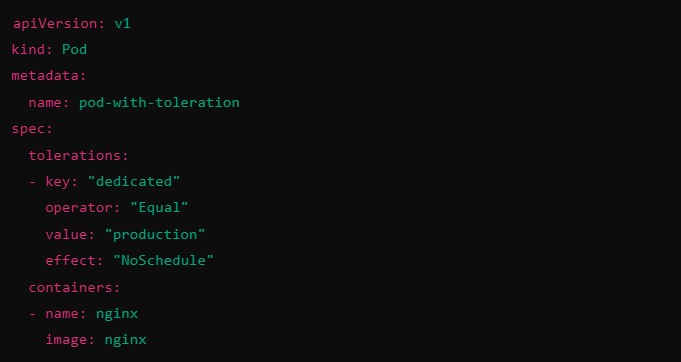 apiVersion: v1
kind: Pod
metadata:
  name: pod-with-toleration
spec:
  tolerations:
  - key: "dedicated"
    operator: "Equal"
    value: "production"
    effect: "NoSchedule"
  containers:
  - name: nginx
    image: nginx